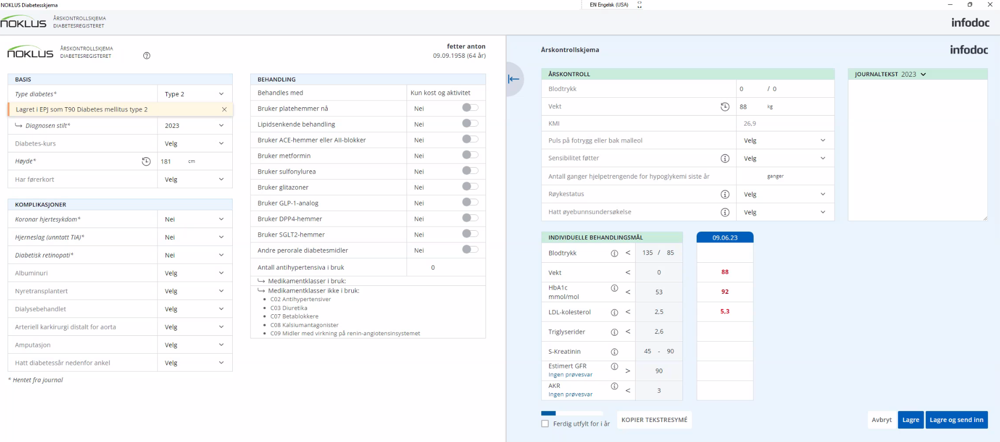 NOKLUS Diabetesskjema
EN Engelsk (USA)
NOKLUS
ÅRSKONTROLLSKJEMA
DIABETESREGISTERET
infodoc
NOKLUS
ÅRSKONTROLLSKJEMA
DIABETESREGISTERET
fetter anton
09.09.1958 (64 år)
BASIS
Type diabetes* Type 2
Lagret i EPJ som T90 Diabetes mellitus type 2
Diagnosen stilt* 2023
Diabetes-kurs Velg
Høyde* 181 cm
Har førerkort Velg
KOMPLIKASJONER
Koronar hjertesykdom* Nei
Hjerneslag (unntatt TIA)* Nei
Diabetisk retinopati* Nei
Albuminuri Velg
Nyretransplantert Velg
Dialysebehandlet Velg
Arteriell karkirurgi distalt for aorta Velg
Amputasjon Velg
Hatt diabetessår nedenfor ankel Velg
* Hentet fra journal
BEHANDLING
Behandles med Kun kost og aktivitet
Bruker platehemmer nå Nei
Lipidsenkende behandling Nei
Bruker ACE-hemmer eller AII-blokker Nei
Bruker metformin Nei
Bruker sulfonylurea Nei
Bruker glitazoner Nei
Bruker GLP-1-analog Nei
Bruker DPP4-hemmer Nei
Bruker SGLT2-hemmer Nei
Andre perorale diabetesmidler Nei
Antall antihypertensiva i bruk 0
Medikamentklasser i bruk:
Medikamentklasser ikke i bruk:
• C02 Antihypertensiver
• C03 Diuretika
• C07 Betablokkere
• C08 Kalsiumantagonister
• C09 Midler med virkning på renin-angiotensinsystemet
Årskontrollskjema
infodoc
ÅRSKONTROLL
Blodtrykk 0 / 0
Vekt 88 kg
KMI 26,9
Puls på fotrygg eller bak malleol Velg
Sensibilitet føtter Velg
Antall ganger hjelpetrengende for hypoglykemi siste år ganger
Røykestatus Velg
Hatt øyebunnsundersøkelse Velg
JOURNALTEKST 2023
INDIVIDUELLE BEHANDLINGSMÅL 09.06.23
Blodtrykk < 135 / 85
Vekt < 0 88
HbA1c
mmol/mol < 53 92
LDL-kolesterol < 2,5 5,3
Triglyserider < 2,6
S-Kreatinin 45 - 90
Estimert GFR
Ingen prøvesvar > 90
AKR
Ingen prøvesvar < 3
Ferdig utfylt for i år
KOPIER TEKSTRESYMÉ
Avbryt
Lagre
Lagre og send inn